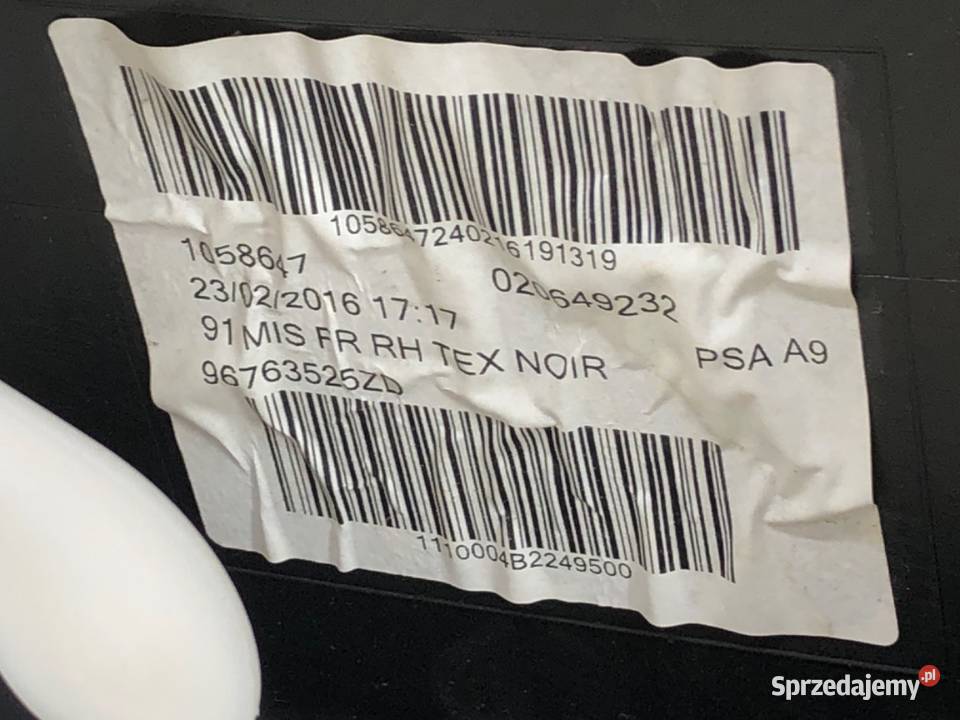 1058647240216191319
1058647
020649232
23/02/2016 17:17
91 MIS FR RH TEX NOIR
PSA A9
96763525ZD
1110004B2249500
Sprzedajemy.pl